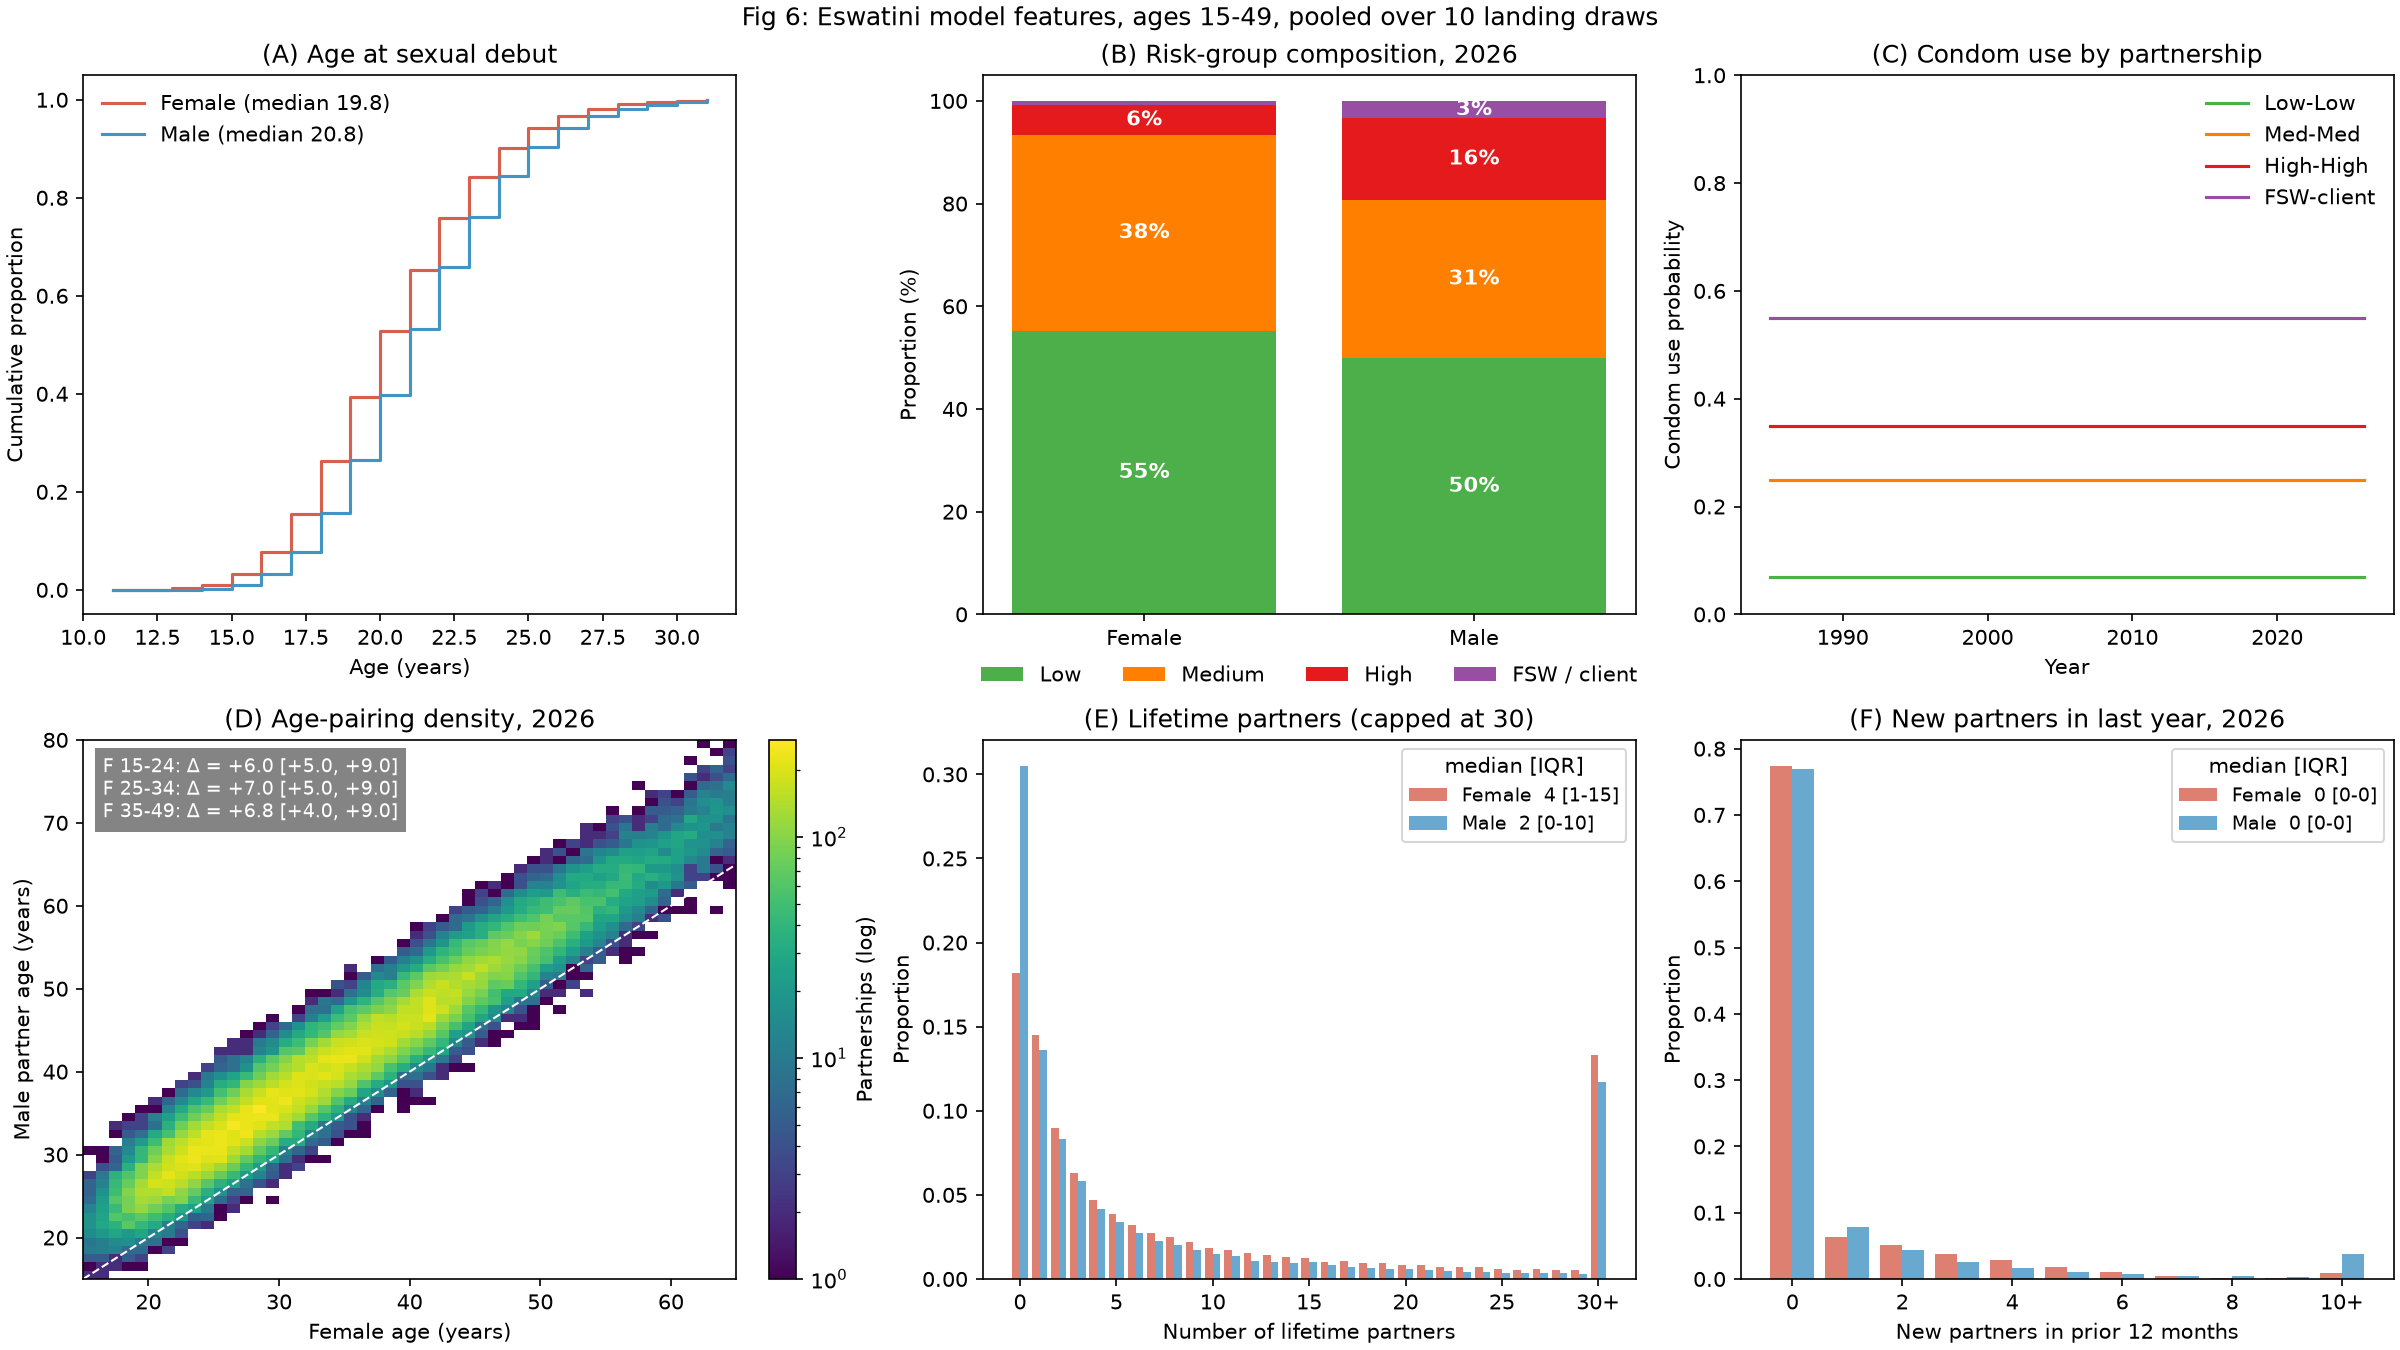 Fig 6: Eswatini model features, ages 15-49, pooled over 10 landing draws
(A) Age at sexual debut
Female (median 19.8)
Male (median 20.8)
1.0
0.8
0.6
0.4
0.2
0.0
Cumulative proportion
10.0 12.5 15.0 17.5 20.0 22.5 25.0 27.5 30.0
Age (years)
(B) Risk-group composition, 2026
100
80
60
40
20
0
Proportion (%)
6%
38%
55%
3%
16%
31%
50%
Female Male
Low Medium High FSW / client
(C) Condom use by partnership
Low-Low
Med-Med
High-High
FSW-client
1.0
0.8
0.6
0.4
0.2
0.0
Condom use probability
1990 2000 2010 2020
Year
(D) Age-pairing density, 2026
F 15-24: Δ = +6.0 [+5.0, +9.0]
F 25-34: Δ = +7.0 [+5.0, +9.0]
F 35-49: Δ = +6.8 [+4.0, +9.0]
80
70
60
50
40
30
20
Male partner age (years)
20 30 40 50 60
Female age (years)
10²
10¹
10⁰
Partnerships (log)
(E) Lifetime partners (capped at 30)
median [IQR]
Female 4 [1-15]
Male 2 [0-10]
0.30
0.25
0.20
0.15
0.10
0.05
0.00
Proportion
0 5 10 15 20 25 30+
Number of lifetime partners
(F) New partners in last year, 2026
median [IQR]
Female 0 [0-0]
Male 0 [0-0]
0.8
0.7
0.6
0.5
0.4
0.3
0.2
0.1
0.0
Proportion
0 2 4 6 8 10+
New partners in prior 12 months